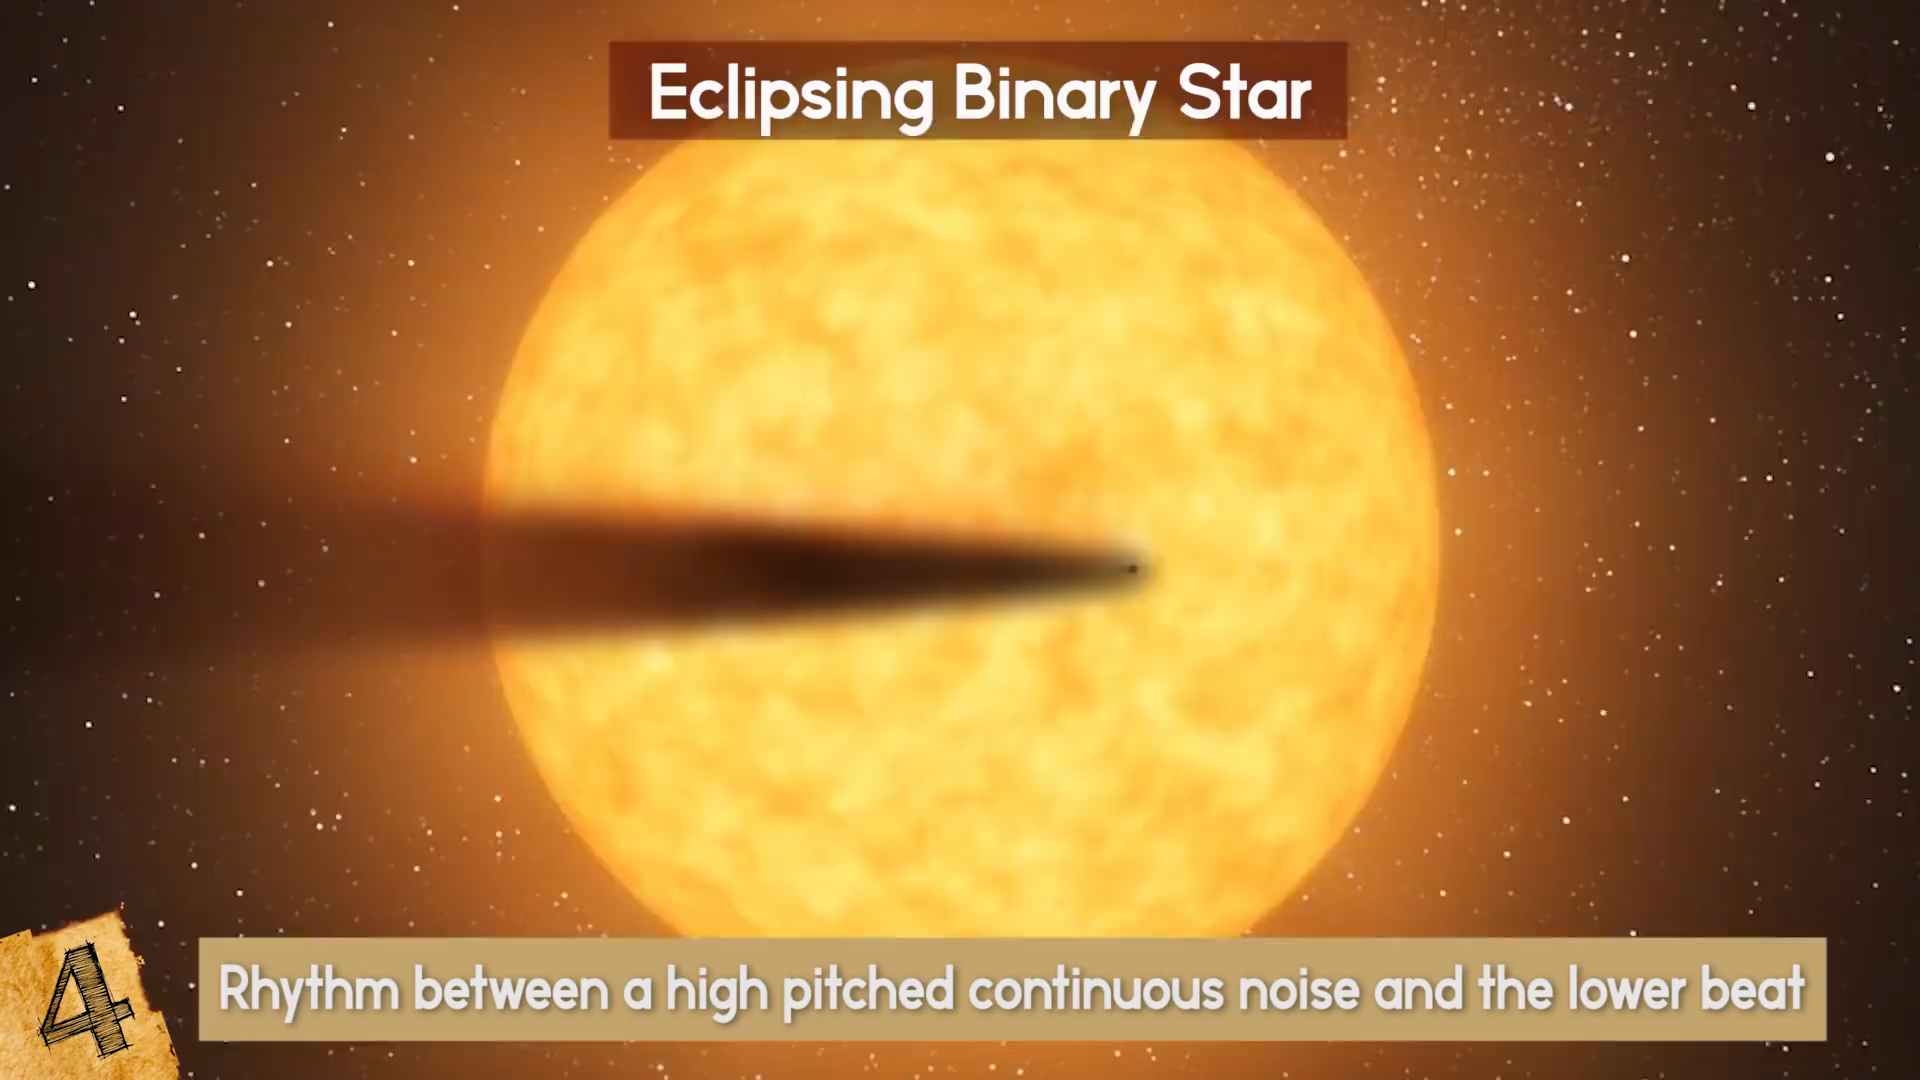 Eclipsing Binary Star
4
Rhythm between a high pitched continuous noise and the lower beat